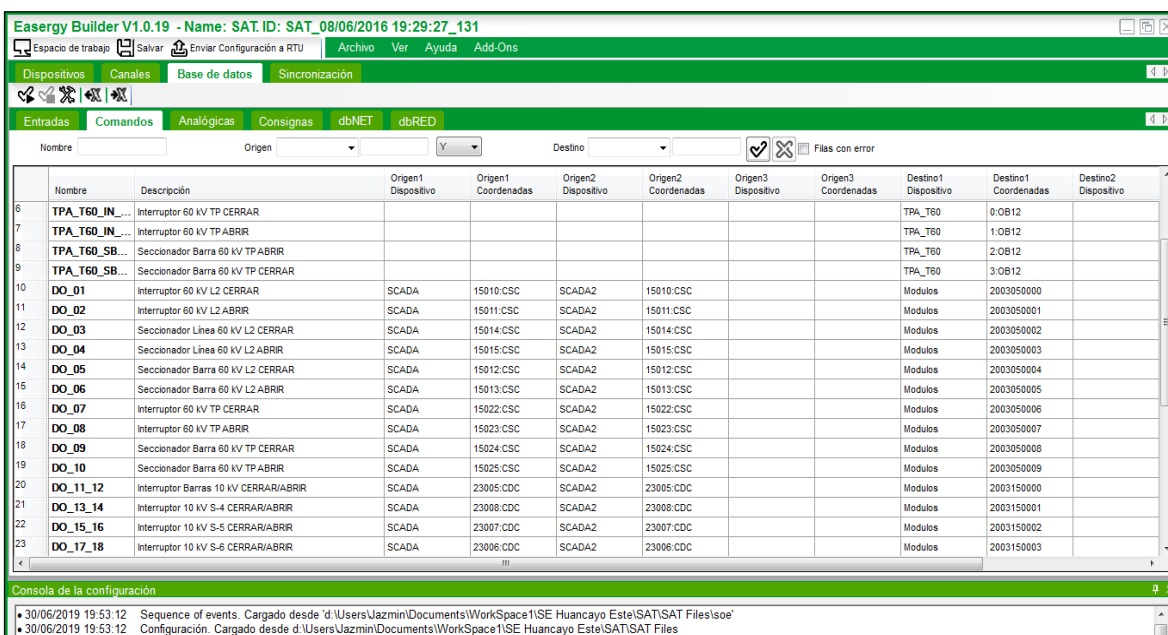 Easergy Builder V1.0.19 - Name: SAT. ID: SAT_08/06/2016 19:29:27_131
Espacio de trabajo Salvar Enviar Configuración a RTU Archivo Ver Ayuda Add-Ons
Dispositivos Canales Base de datos Sincronización
Entradas Comandos Analógicas Consignas dbNET dbRED
Nombre Origen Y Destino Filas con error
Nombre Descripción Origen1 Dispositivo Origen1 Coordenadas Origen2 Dispositivo Origen2 Coordenadas Origen3 Dispositivo Origen3 Coordenadas Destino1 Dispositivo Destino1 Coordenadas Destino2 Dispositivo
6 TPA_T60_IN_... Interruptor 60 kV TP CERRAR TPA_T60 0:OB12
7 TPA_T60_IN_... Interruptor 60 kV TP ABRIR TPA_T60 1:OB12
8 TPA_T60_SB... Seccionador Barra 60 kV TP ABRIR TPA_T60 2:OB12
9 TPA_T60_SB... Seccionador Barra 60 kV TP CERRAR TPA_T60 3:OB12
10 DO_01 Interruptor 60 kV L2 CERRAR SCADA 15010:CSC SCADA2 15010:CSC Modulos 2003050000
11 DO_02 Interruptor 60 kV L2 ABRIR SCADA 15011:CSC SCADA2 15011:CSC Modulos 2003050001
12 DO_03 Seccionador Línea 60 kV L2 CERRAR SCADA 15014:CSC SCADA2 15014:CSC Modulos 2003050002
13 DO_04 Seccionador Línea 60 kV L2 ABRIR SCADA 15015:CSC SCADA2 15015:CSC Modulos 2003050003
14 DO_05 Seccionador Barra 60 kV L2 CERRAR SCADA 15012:CSC SCADA2 15012:CSC Modulos 2003050004
15 DO_06 Seccionador Barra 60 kV L2 ABRIR SCADA 15013:CSC SCADA2 15013:CSC Modulos 2003050005
16 DO_07 Interruptor 60 kV TP CERRAR SCADA 15022:CSC SCADA2 15022:CSC Modulos 2003050006
17 DO_08 Interruptor 60 kV TP ABRIR SCADA 15023:CSC SCADA2 15023:CSC Modulos 2003050007
18 DO_09 Seccionador Barra 60 kV TP CERRAR SCADA 15024:CSC SCADA2 15024:CSC Modulos 2003050008
19 DO_10 Seccionador Barra 60 kV TP ABRIR SCADA 15025:CSC SCADA2 15025:CSC Modulos 2003050009
20 DO_11_12 Interruptor Barras 10 kV CERRAR/ABRIR SCADA 23005:CDC SCADA2 23005:CDC Modulos 2003150000
21 DO_13_14 Interruptor 10 kV S-4 CERRAR/ABRIR SCADA 23008:CDC SCADA2 23008:CDC Modulos 2003150001
22 DO_15_16 Interruptor 10 kV S-5 CERRAR/ABRIR SCADA 23007:CDC SCADA2 23007:CDC Modulos 2003150002
23 DO_17_18 Interruptor 10 kV S-6 CERRAR/ABRIR SCADA 23006:CDC SCADA2 23006:CDC Modulos 2003150003
Consola de la configuración
• 30/06/2019 19:53:12 Sequence of events. Cargado desde 'd:\Users\Jazmin\Documents\WorkSpace1\SE Huancayo Este\SAT\SAT Files\soe'
• 30/06/2019 19:53:12 Configuración. Cargado desde d:\Users\Jazmin\Documents\WorkSpace1\SE Huancayo Este\SAT\SAT Files